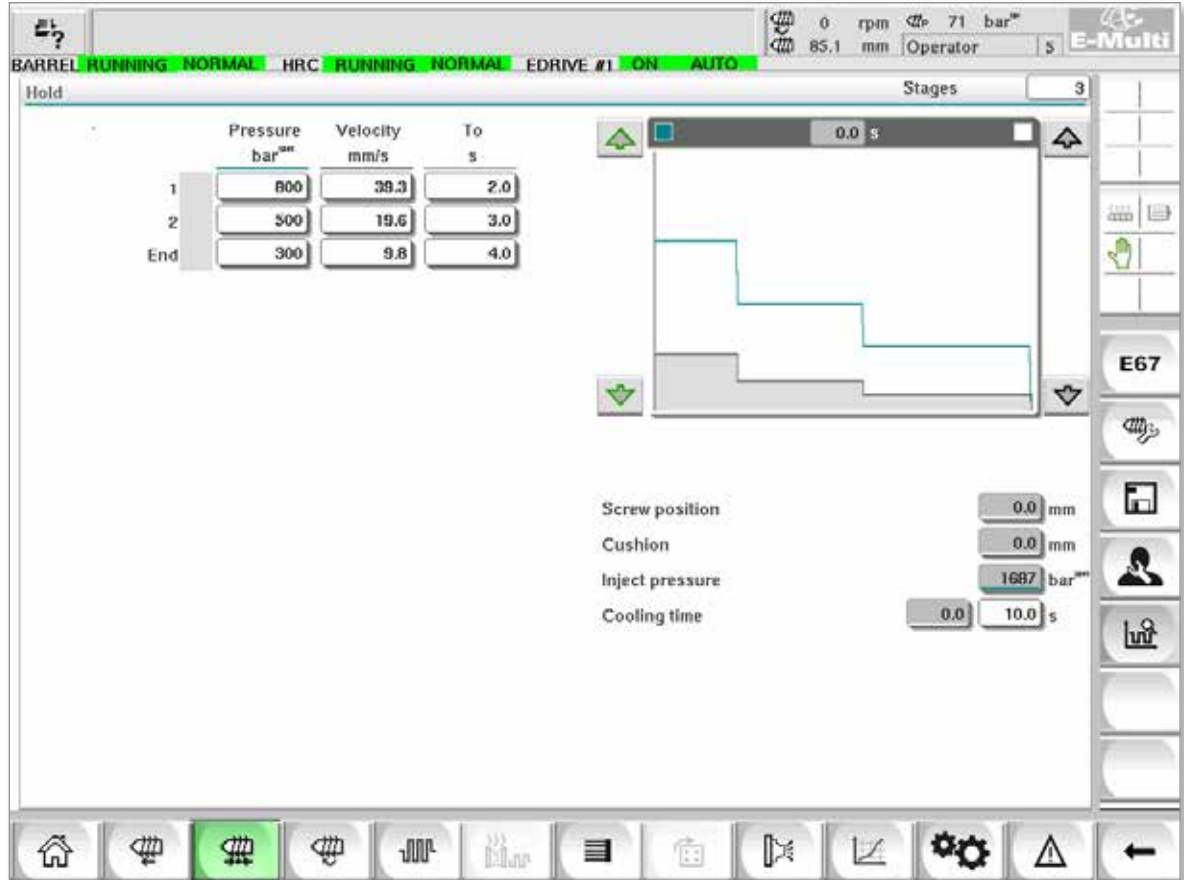 0 rpm 71 bar
85.1 mm Operator S
E-Multi
BARREL RUNNING NORMAL HRC RUNNING NORMAL EDRIVE #1 ON AUTO
Hold Stages 3
Pressure Velocity To
bar mm/s s
0.0 s
1 800 39.3 2.0
2 500 19.6 3.0
End 300 9.8 4.0
E67
Screw position 0.0 mm
Cushion 0.0 mm
Inject pressure 1687 bar
Cooling time 0.0 10.0 s